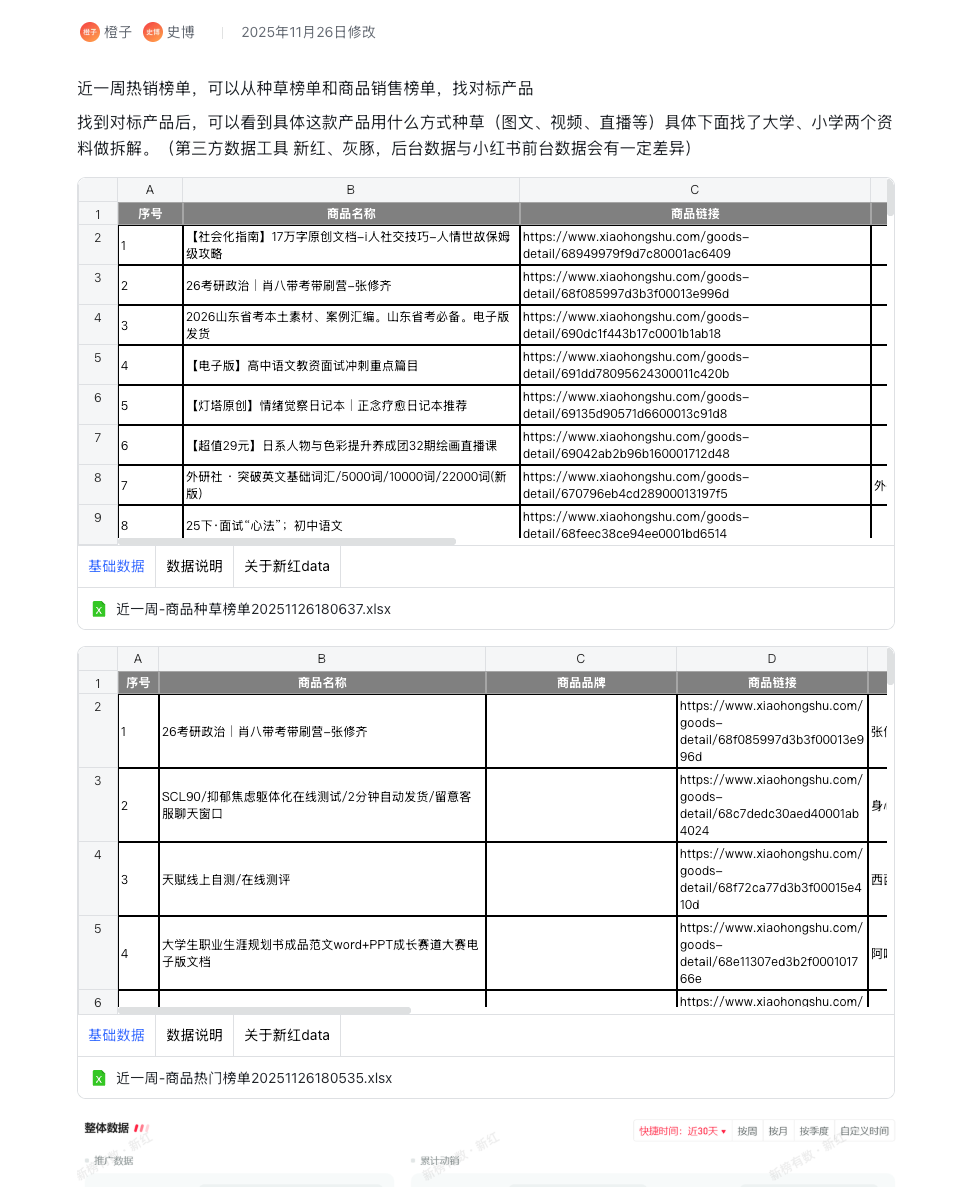 橙子 橙子 史博 史博 2025年11月26日修改
近一周热销榜单，可以从种草榜单和商品销售榜单，找对标产品
找到对标产品后，可以看到具体这款产品用什么方式种草（图文、视频、直播等）具体下面找了大学、小学两个资
料做拆解。（第三方数据工具 新红、灰豚，后台数据与小红书前台数据会有一定差异）
A B C
1 序号 商品名称 商品链接
2 1 【社会化指南】17万字原创文档-i人社交技巧-人情世故保姆 https://www.xiaohongshu.com/goods-
级攻略 detail/68949979f9d7c80001ac6409
3 2 26考研政治｜肖八带考带刷营-张修齐 https://www.xiaohongshu.com/goods-
detail/68f085997d3b3f00013e996d
4 3 2026山东省考本土素材、案例汇编。山东省考必备。电子版 https://www.xiaohongshu.com/goods-
发货 detail/690dc1f443b17c0001b1ab18
5 4 【电子版】高中语文教资面试冲刺重点篇目 https://www.xiaohongshu.com/goods-
detail/691dd78095624300011c420b
6 5 【灯塔原创】情绪觉察日记本｜正念疗愈日记本推荐 https://www.xiaohongshu.com/goods-
detail/69135d90571d6600013c91d8
7 6 【超值29元】日系人物与色彩提升养成团32期绘画直播课 https://www.xiaohongshu.com/goods-
detail/69042ab2b96b160001712d48
8 7 外研社 · 突破英文基础词汇/5000词/10000词/22000词(新 https://www.xiaohongshu.com/goods- 外
版) detail/670796eb4cd28900013197f5
9 8 25下·面试“心法”；初中语文 https://www.xiaohongshu.com/goods-
detail/68feec38ce94ee0001bd6514
基础数据 数据说明 关于新红data
近一周-商品种草榜单20251126180637.xlsx
A B C D
1 序号 商品名称 商品品牌 商品链接
2 1 26考研政治｜肖八带考带刷营-张修齐 https://www.xiaohongshu.com/
goods-
detail/68f085997d3b3f00013e9
96d
3 2 SCL90/抑郁焦虑躯体化在线测试/2分钟自动发货/留意客 https://www.xiaohongshu.com/
服聊天窗口 goods-
detail/68c7dedc30aed40001ab
4024
4 3 天赋线上自测/在线测评 https://www.xiaohongshu.com/
goods-
detail/68f72ca77d3b3f00015e4
10d
5 4 大学生职业生涯规划书成品范文word+PPT成长赛道大赛电 https://www.xiaohongshu.com/
子版文档 goods-
detail/68e11307ed3b2f0001017
66e
6 https://www.xiaohongshu.com/
基础数据 数据说明 关于新红data
近一周-商品热门榜单20251126180535.xlsx
整体数据 快捷时间：近30天 按周 按月 按季度 自定义时间
推广数据 累计动销
新榜有数·新红
新榜有数·新红